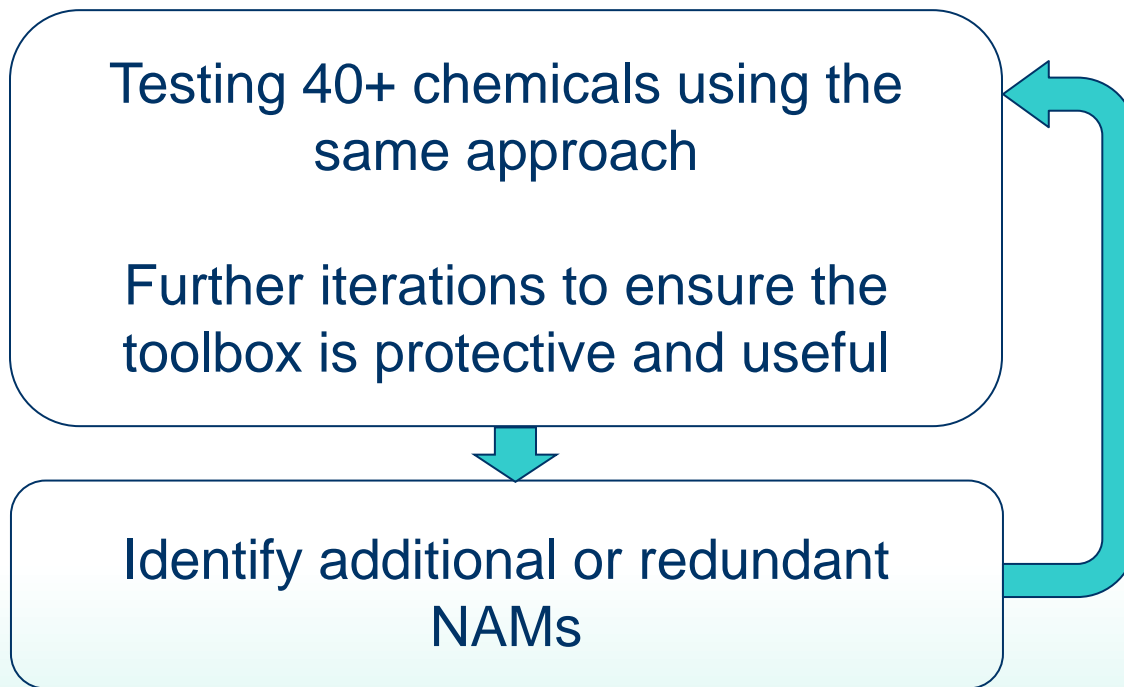 Testing 40+ chemicals using the
same approach
Further iterations to ensure the
toolbox is protective and useful
Identify additional or redundant
NAMs